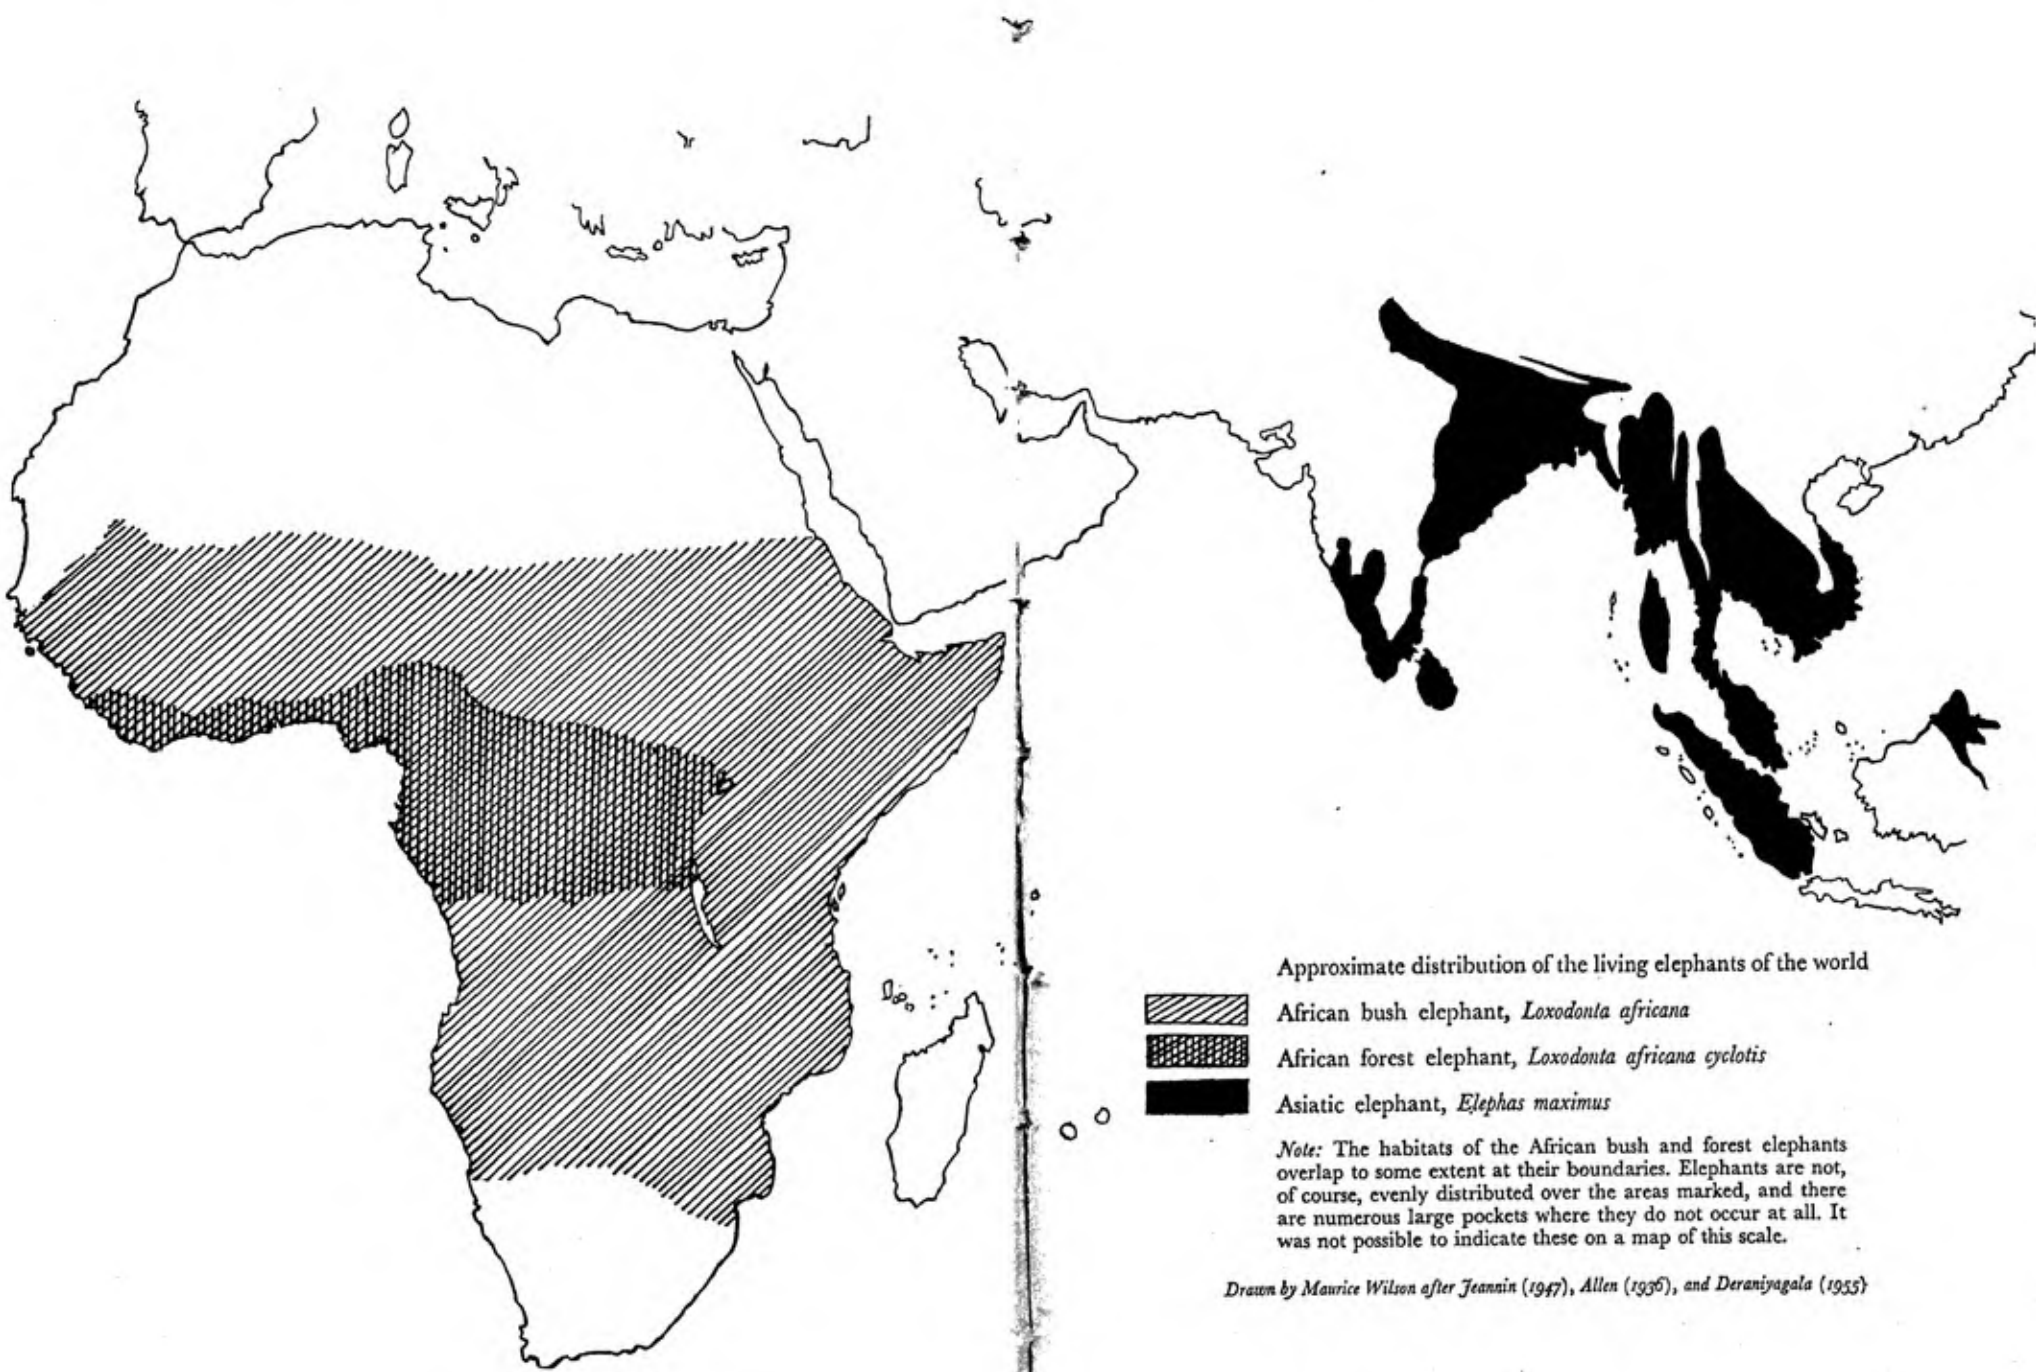 Approximate distribution of the living elephants of the world
African bush elephant, Loxodonta africana
African forest elephant, Loxodonta africana cyclotis
Asiatic elephant, Elephas maximus
Note: The habitats of the African bush and forest elephants
overlap to some extent at their boundaries. Elephants are not,
of course, evenly distributed over the areas marked, and there
are numerous large pockets where they do not occur at all. It
was not possible to indicate these on a map of this scale.
Drawn by Maurice Wilson after Jeannin (1947), Allen (1936), and Deraniyagala (1955)